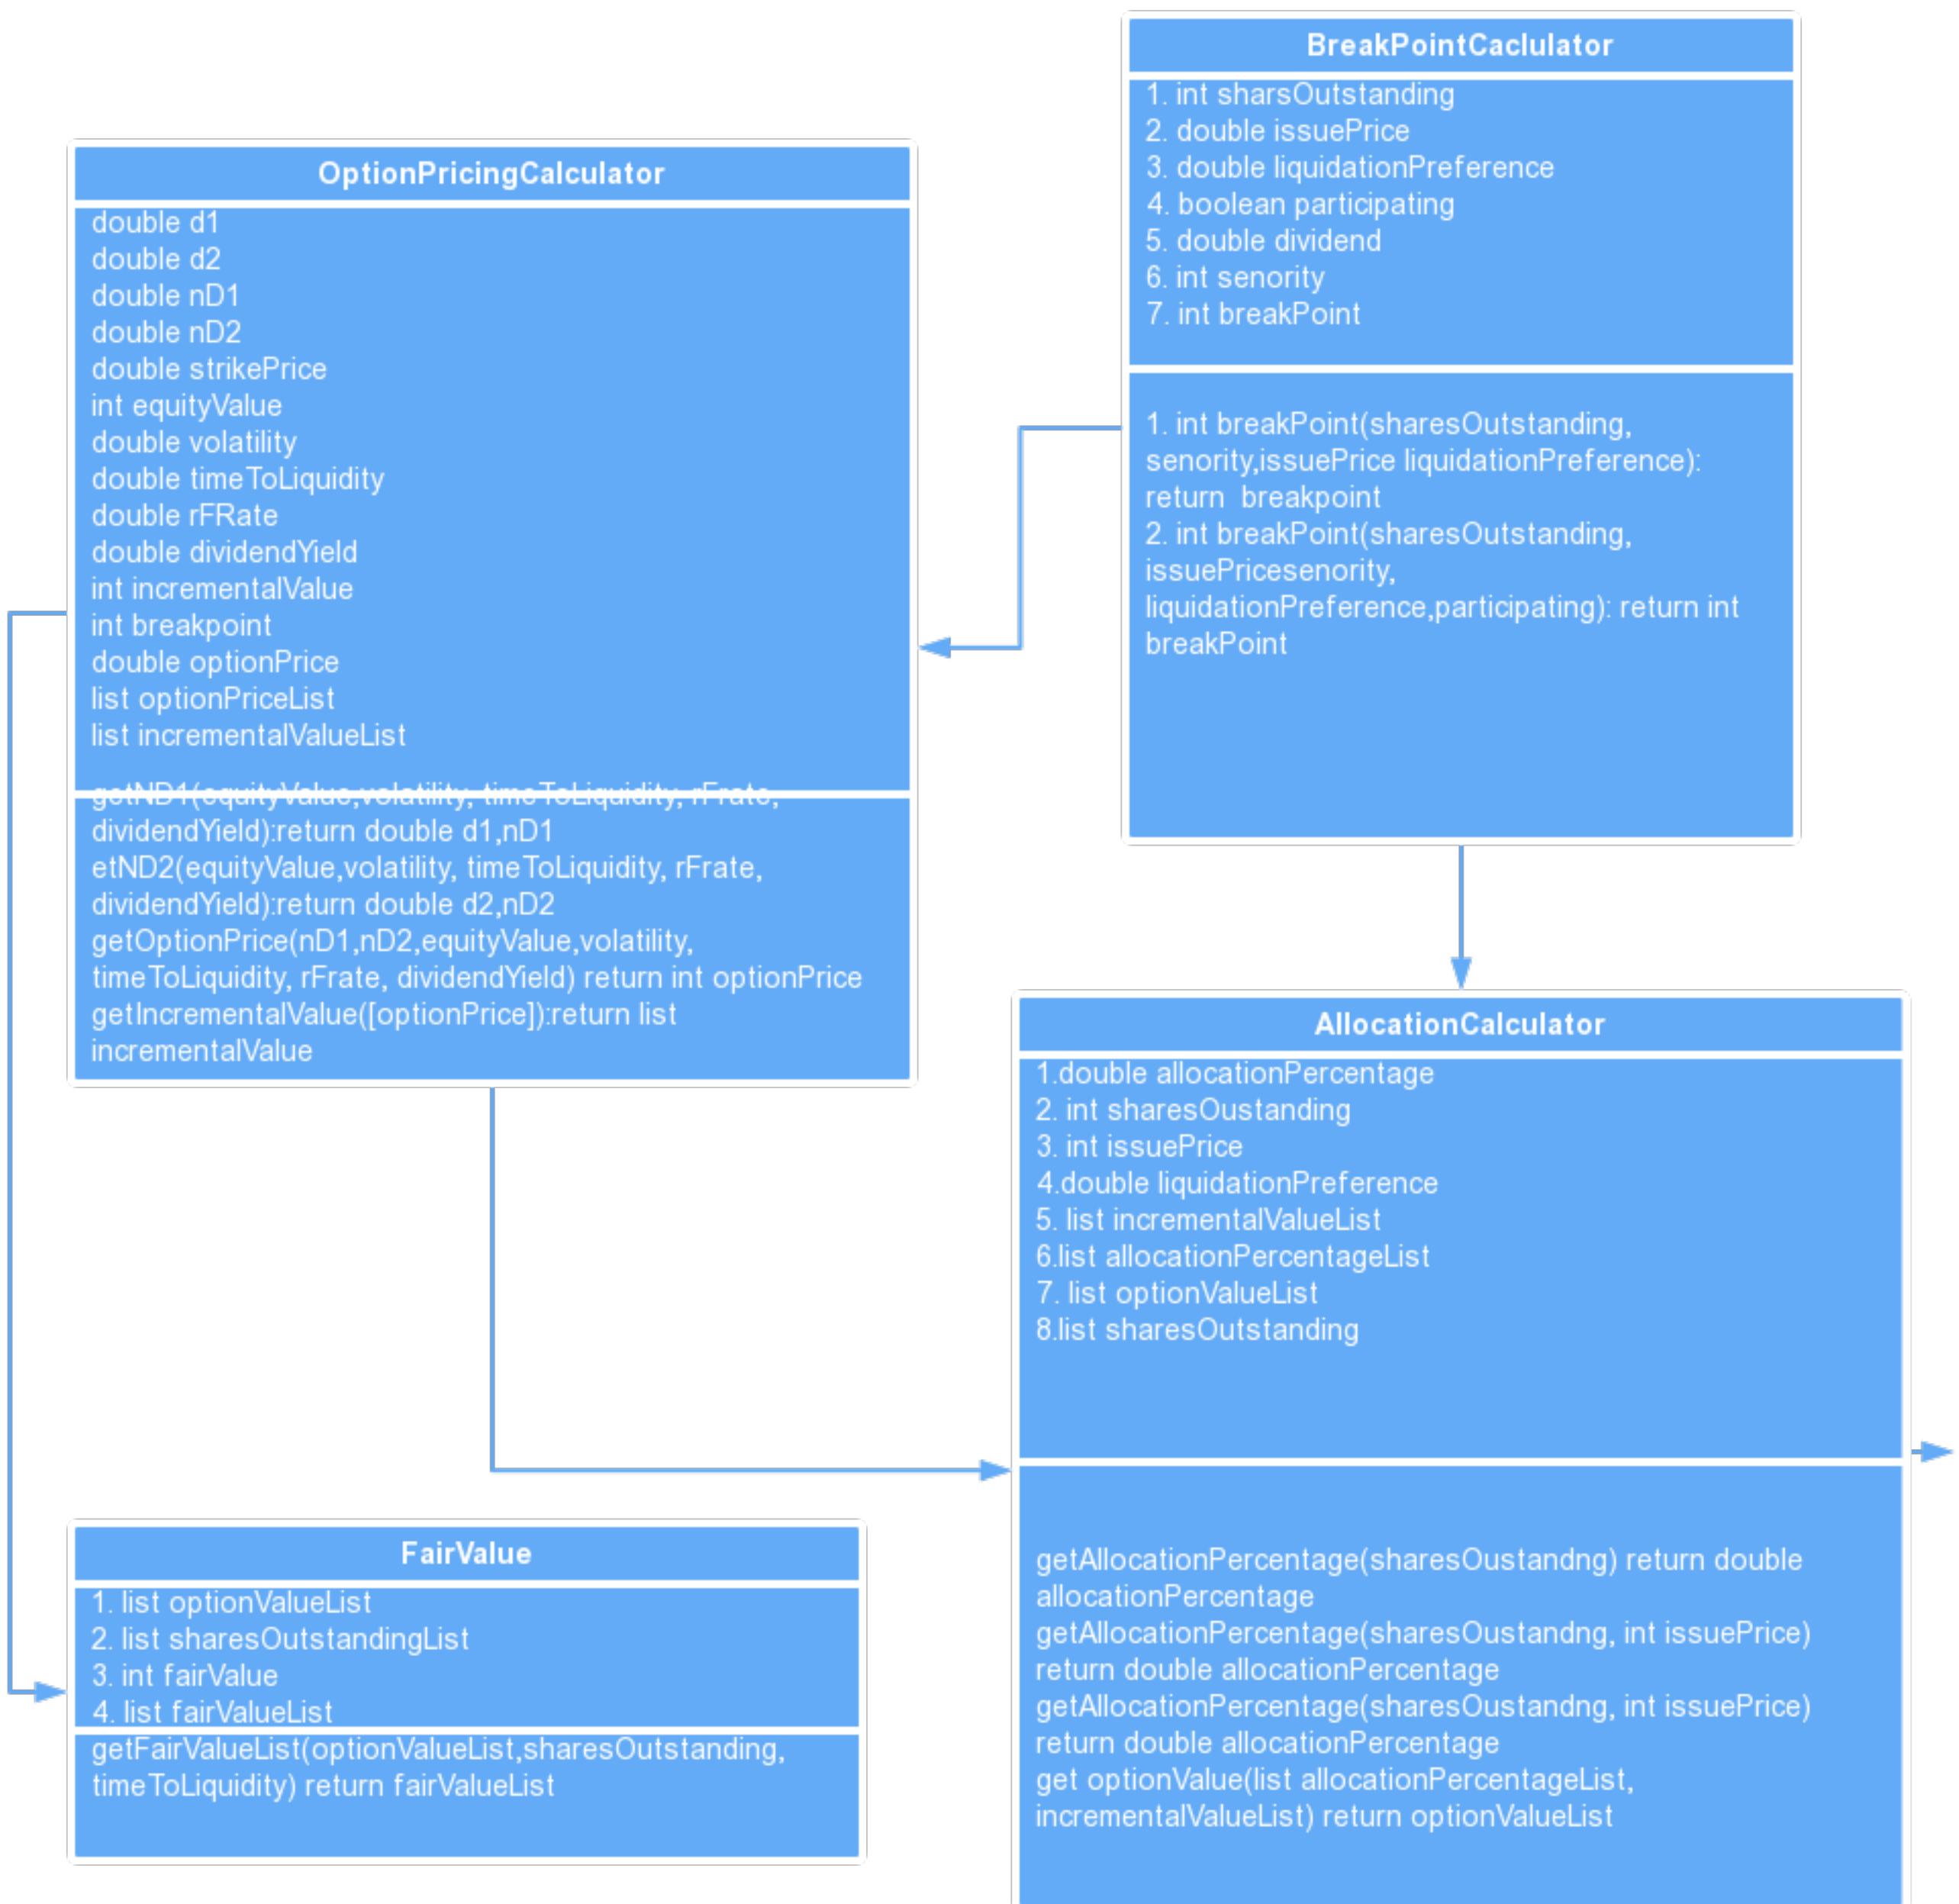 BreakPointCaclulator
1. int sharsOutstanding
2. double issuePrice
3. double liquidationPreference
4. boolean participating
5. double dividend
6. int senority
7. int breakPoint
1. int breakPoint(sharesOutstanding,
senority,issuePrice liquidationPreference):
return  breakpoint
2. int breakPoint(sharesOutstanding,
issuePricesenority,
liquidationPreference,participating): return int
breakPoint
OptionPricingCalculator
double d1
double d2
double nD1
double nD2
double strikePrice
int equityValue
double volatility
double timeToLiquidity
double rFRate
double dividendYield
int incrementalValue
int breakpoint
double optionPrice
list optionPriceList
list incrementalValueList
getND1(equityValue,volatility, timeToLiquidity, rFrate,
dividendYield):return double d1,nD1
etND2(equityValue,volatility, timeToLiquidity, rFrate,
dividendYield):return double d2,nD2
getOptionPrice(nD1,nD2,equityValue,volatility,
timeToLiquidity, rFrate, dividendYield) return int optionPrice
getIncrementalValue([optionPrice]):return list
incrementalValue
AllocationCalculator
1.double allocationPercentage
2. int sharesOustanding
3. int issuePrice
4.double liquidationPreference
5. list incrementalValueList
6.list allocationPercentageList
7. list optionValueList
8.list sharesOutstanding
getAllocationPercentage(sharesOustandng) return double
allocationPercentage
getAllocationPercentage(sharesOustandng, int issuePrice)
return double allocationPercentage
getAllocationPercentage(sharesOustandng, int issuePrice)
return double allocationPercentage
get optionValue(list allocationPercentageList,
incrementalValueList) return optionValueList
FairValue
1. list optionValueList
2. list sharesOutstandingList
3. int fairValue
4. list fairValueList
getFairValueList(optionValueList,sharesOutstanding,
timeToLiquidity) return fairValueList